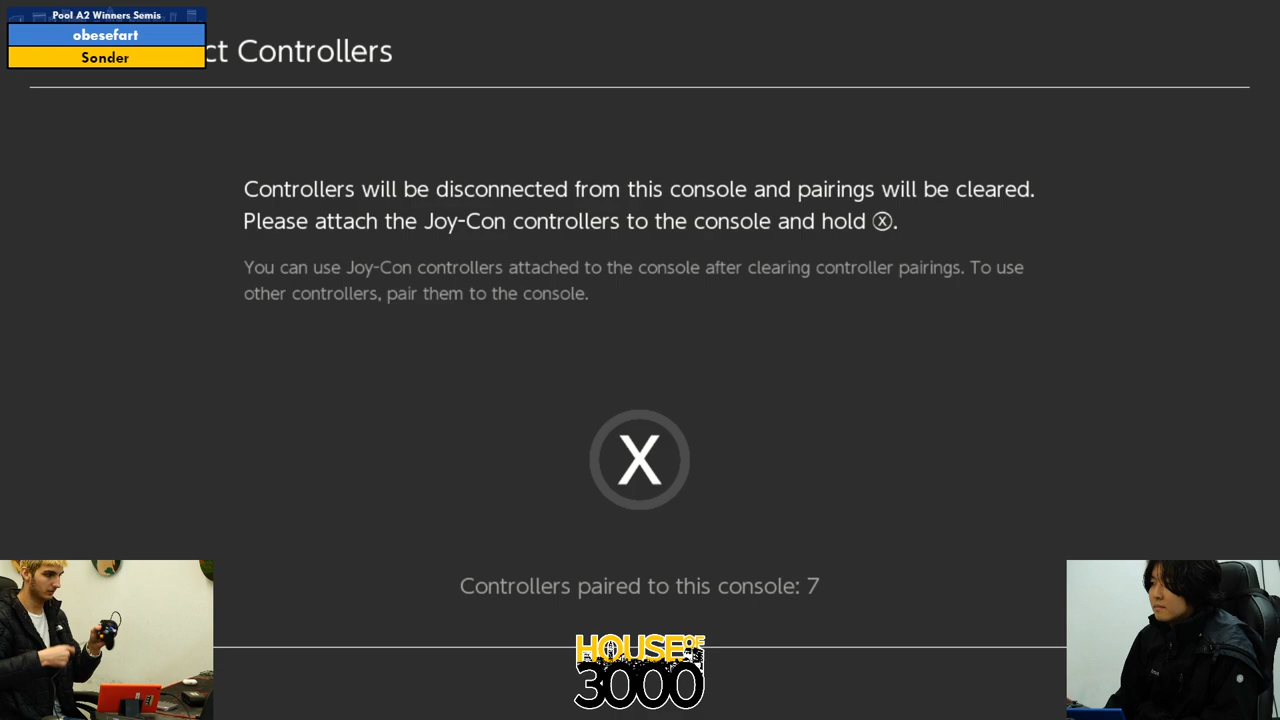 Pool A2 Winners Semis
obesefart
Sonder
ct Controllers
Controllers will be disconnected from this console and pairings will be cleared.
Please attach the Joy-Con controllers to the console and hold Ⓧ.
You can use Joy-Con controllers attached to the console after clearing controller pairings. To use
other controllers, pair them to the console.
X
Controllers paired to this console: 7
HOUSE OF
3000